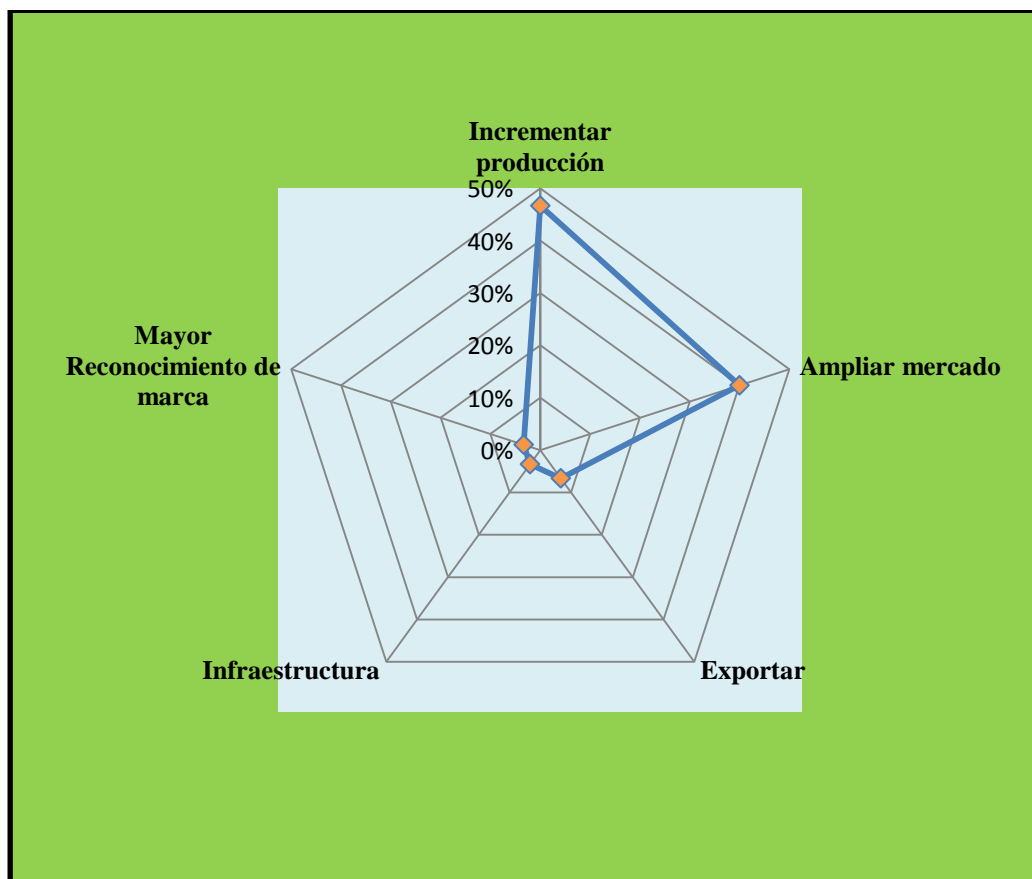 Incrementar
producción
50%
40%
30%
20%
10%
0%
Mayor
Reconocimiento de
marca
Ampliar mercado
Infraestructura
Exportar